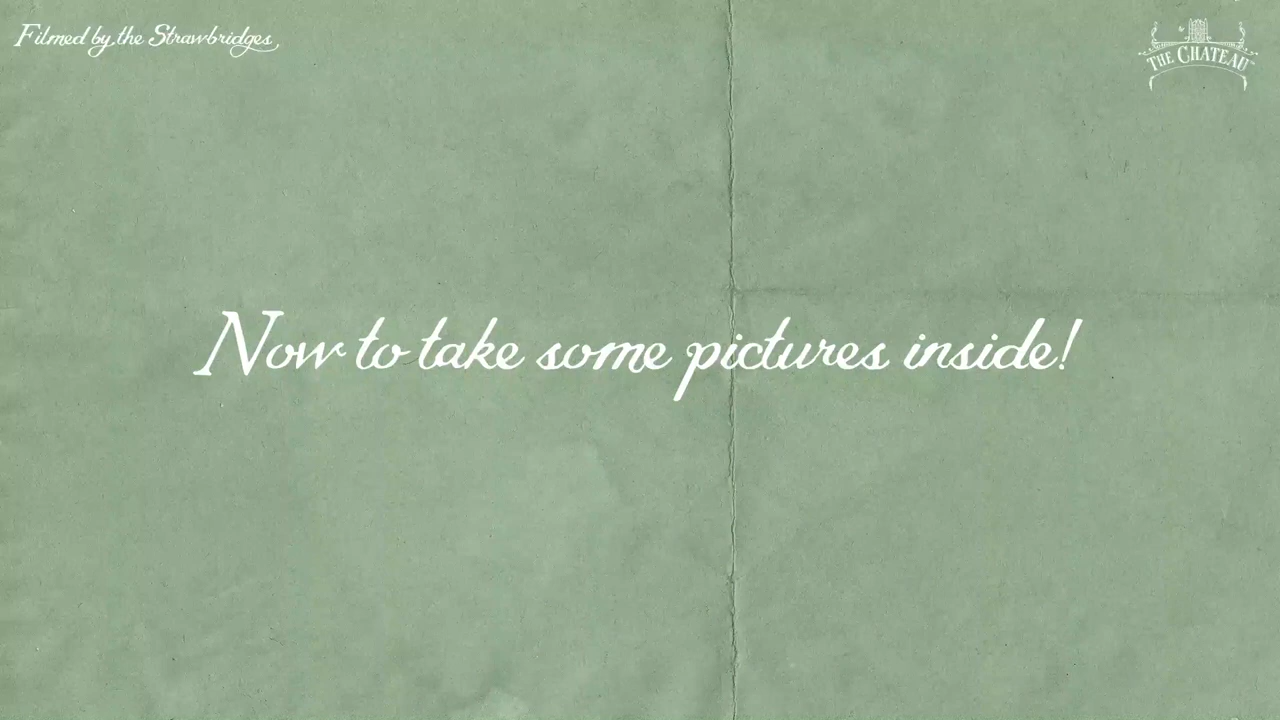 Filmed by the Strawbridges
THE CHATEAU
Now to take some pictures inside!